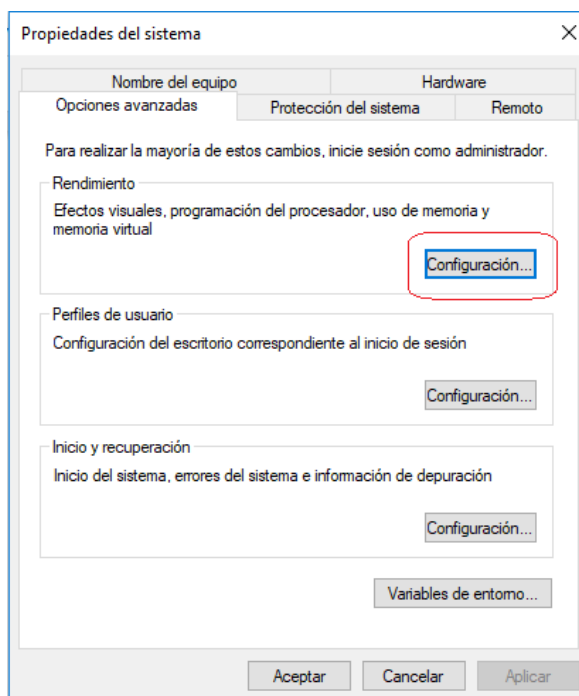 Propiedades del sistema
Nombre del equipo
Hardware
Opciones avanzadas
Protección del sistema
Remoto
Para realizar la mayoría de estos cambios, inicie sesión como administrador.
Rendimiento
Efectos visuales, programación del procesador, uso de memoria y
memoria virtual
Configuración...
Perfiles de usuario
Configuración del escritorio correspondiente al inicio de sesión
Configuración...
Inicio y recuperación
Inicio del sistema, errores del sistema e información de depuración
Configuración...
Variables de entorno...
Aceptar
Cancelar
Aplicar